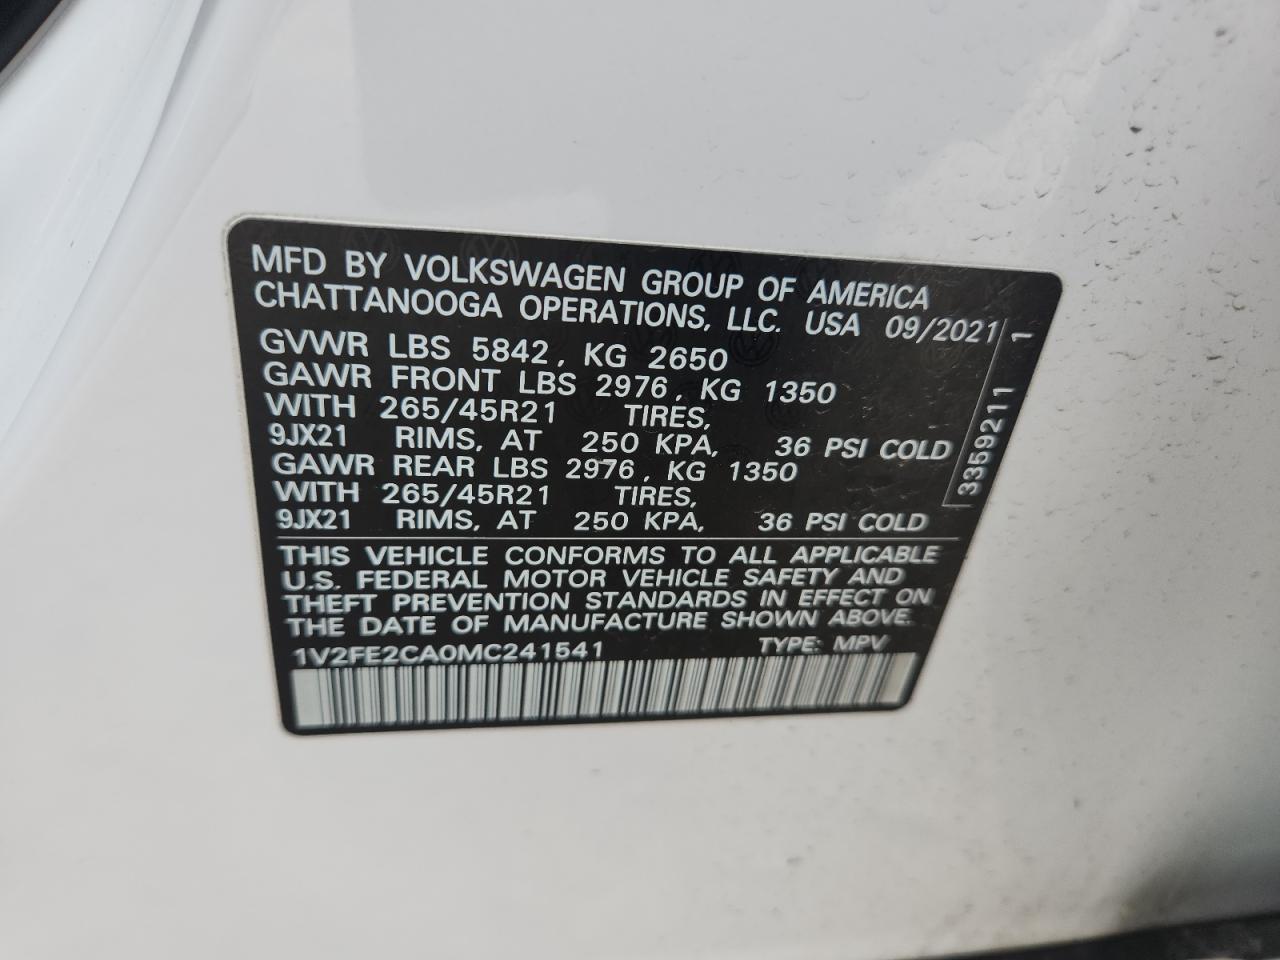 MFD BY VOLKSWAGEN GROUP OF AMERICA
CHATTANOOGA OPERATIONS, LLC. USA 09/2021
GVWR LBS 5842, KG 2650
GAWR FRONT LBS 2976, KG 1350
WITH 265/45R21 TIRES,
9JX21 RIMS, AT 250 KPA, 36 PSI COLD
GAWR REAR LBS 2976, KG 1350
WITH 265/45R21 TIRES,
9JX21 RIMS, AT 250 KPA, 36 PSI COLD
THIS VEHICLE CONFORMS TO ALL APPLICABLE
U.S. FEDERAL MOTOR VEHICLE SAFETY AND
THEFT PREVENTION STANDARDS IN EFFECT ON
THE DATE OF MANUFACTURE SHOWN ABOVE.
1V2FE2CA0MC241541 TYPE: MPV
3359211 1